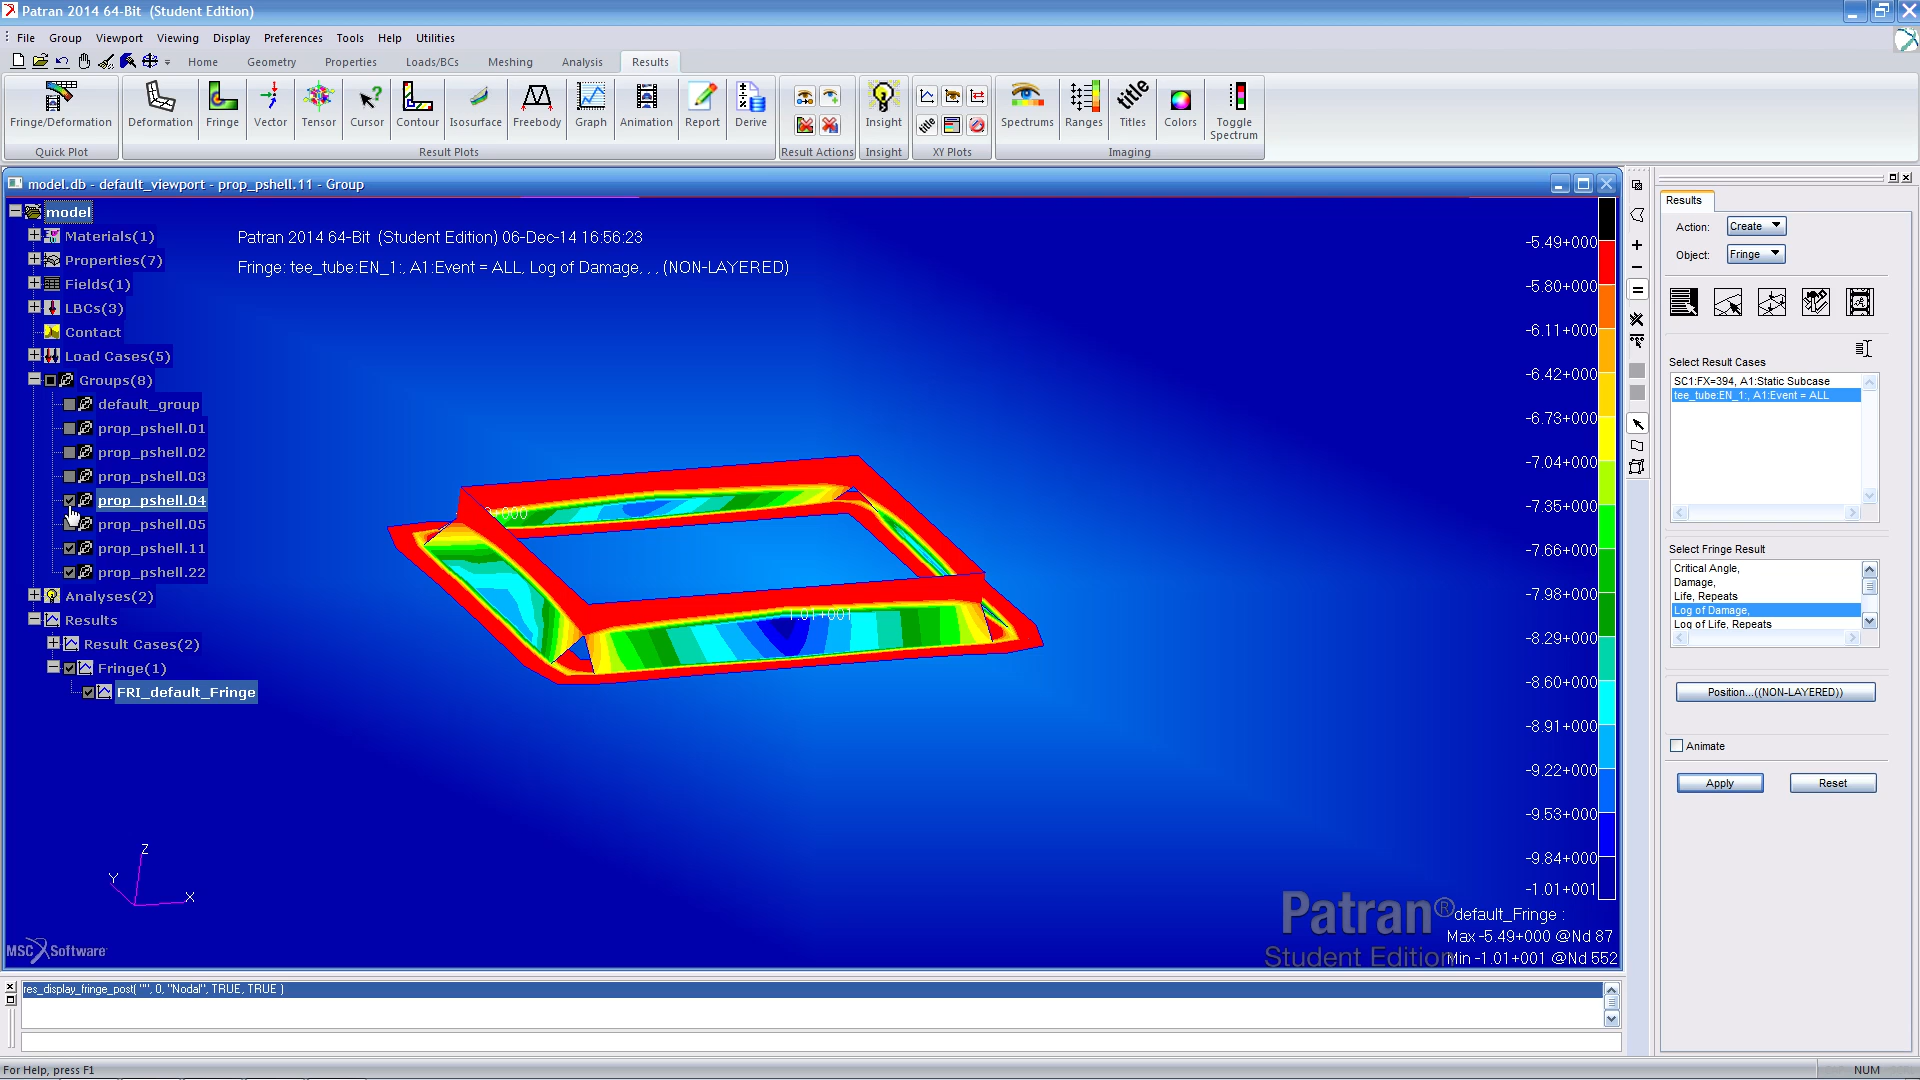 Patran 2014 64-Bit (Student Edition)
File Group Viewport Viewing Display Preferences Tools Help Utilities
Home Geometry Properties Loads/BCs Meshing Analysis Results
Fringe/Deformation Deformation Fringe Vector Tensor Cursor Contour Isosurface Freebody Graph Animation Report Derive Insight Spectrums Ranges Titles Colors Toggle Spectrum
Quick Plot Result Plots Result Actions Insight XY Plots Imaging
model.db - default_viewport - prop_pshell.11 - Group
model
Materials(1)
Properties(7)
Fields(1)
LBCs(3)
Contact
Load Cases(5)
Groups(8)
default_group
prop_pshell.01
prop_pshell.02
prop_pshell.03
prop_pshell.04
prop_pshell.05
prop_pshell.11
prop_pshell.22
Analyses(2)
Results
Result Cases(2)
Fringe(1)
FRI_default_Fringe
Patran 2014 64-Bit (Student Edition) 06-Dec-14 16:56:23
Fringe: tee_tube:EN_1:, A1:Event = ALL, Log of Damage, , , (NON-LAYERED)
-5.49+000
-5.80+000
-6.11+000
-6.42+000
-6.73+000
-7.04+000
-7.35+000
-7.66+000
-7.98+000
-8.29+000
-8.60+000
-8.91+000
-9.22+000
-9.53+000
-9.84+000
-1.01+001
Z
Y
X
MSC Software
Patran®
Student Edition
default_Fringe :
Max -5.49+000 @Nd 87
Min -1.01+001 @Nd 552
Results
Action: Create
Object: Fringe
Select Result Cases
SC1:FX=394, A1:Static Subcase
tee_tube:EN_1:, A1:Event = ALL
Select Fringe Result
Critical Angle,
Damage,
Life, Repeats
Log of Damage,
Log of Life, Repeats
Position...((NON-LAYERED))
Animate
Apply Reset
res_display_fringe_post( "", 0, "Nodal", TRUE, TRUE )
For Help, press F1
NUM